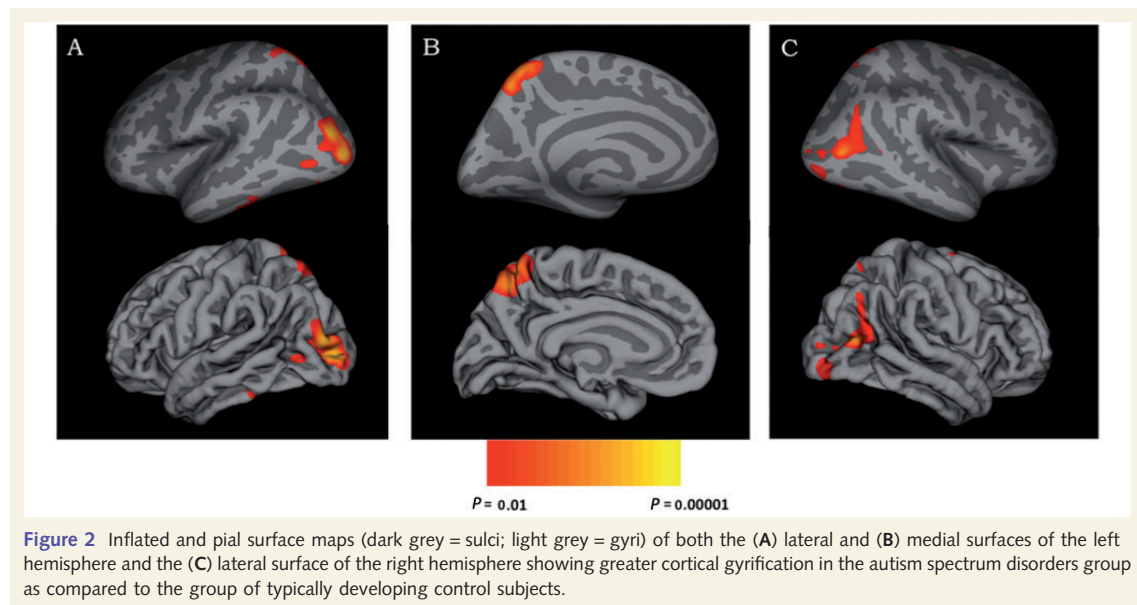 A
B
C
P = 0.01
P = 0.00001
Figure 2 Inflated and pial surface maps (dark grey = sulci; light grey = gyri) of both the (A) lateral and (B) medial surfaces of the left
hemisphere and the (C) lateral surface of the right hemisphere showing greater cortical gyrification in the autism spectrum disorders group
as compared to the group of typically developing control subjects.